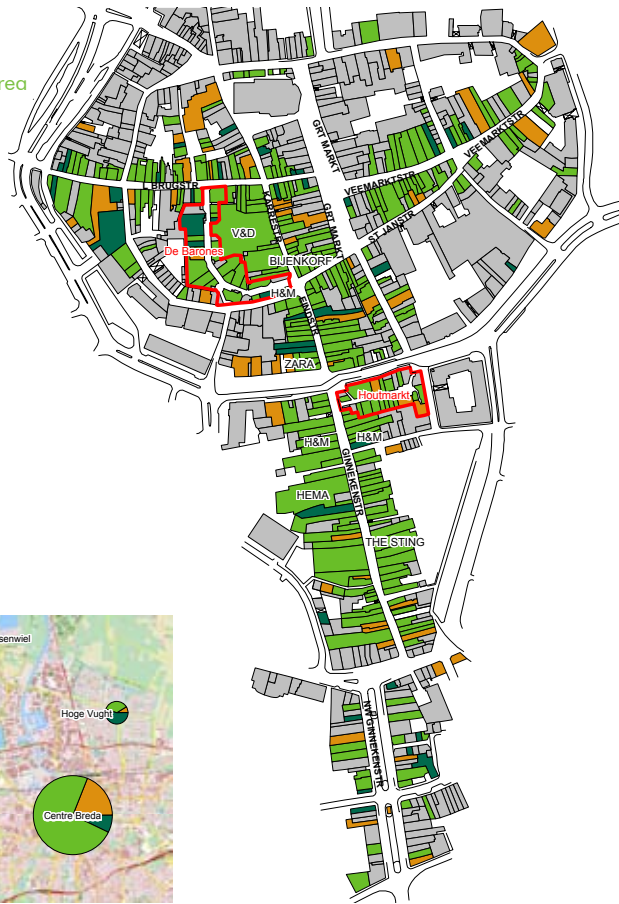 rea
GRT MARKT
VEEMARKTSTR
VEEMARKTSTR
L BRUGSTR
KARRESTR
GRT MARKT
ST JANSTR
V&D
De Barones
BIJENKORF
H&M
EINDSTR
ZARA
Houtmarkt
H&M
H&M
GINNEKENSTR
HEMA
THE STING
senwiel
Hoge Vught
NW GINNEKENSTR
Centre Breda